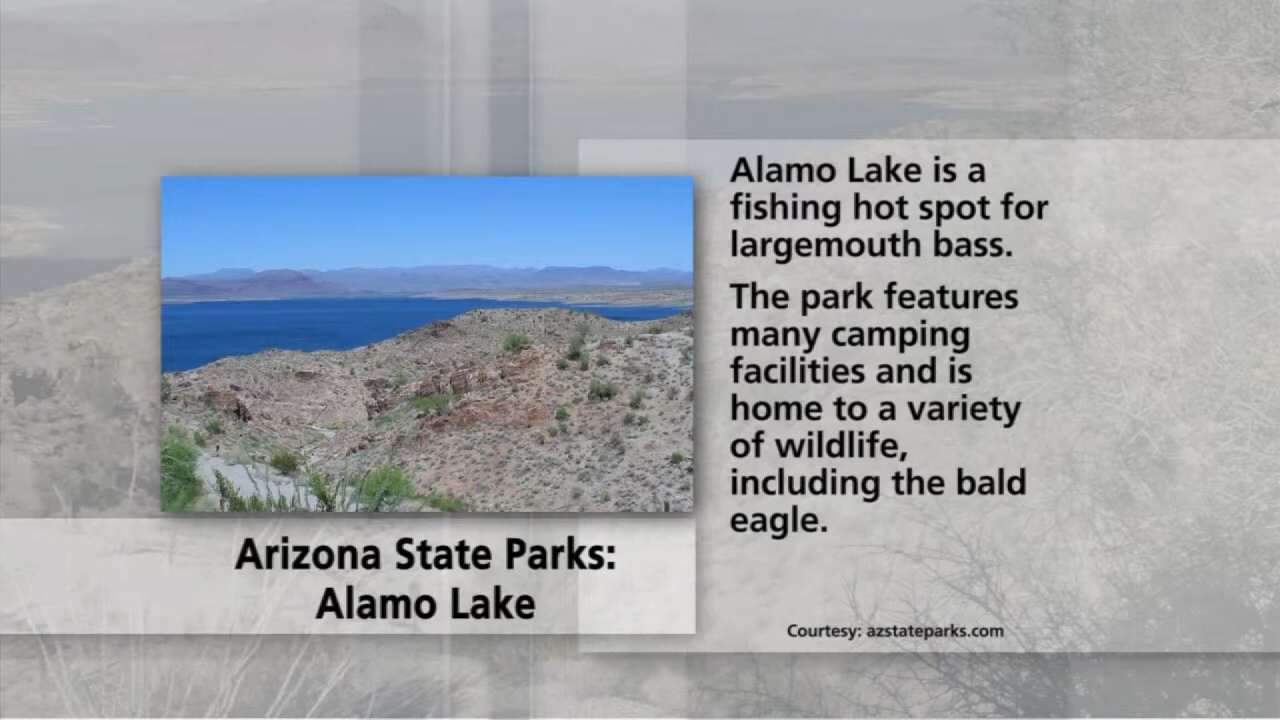 Alamo Lake is a
fishing hot spot for
largemouth bass.
The park features
many camping
facilities and is
home to a variety
of wildlife,
including the bald
eagle.
Arizona State Parks:
Alamo Lake
Courtesy: azstateparks.com